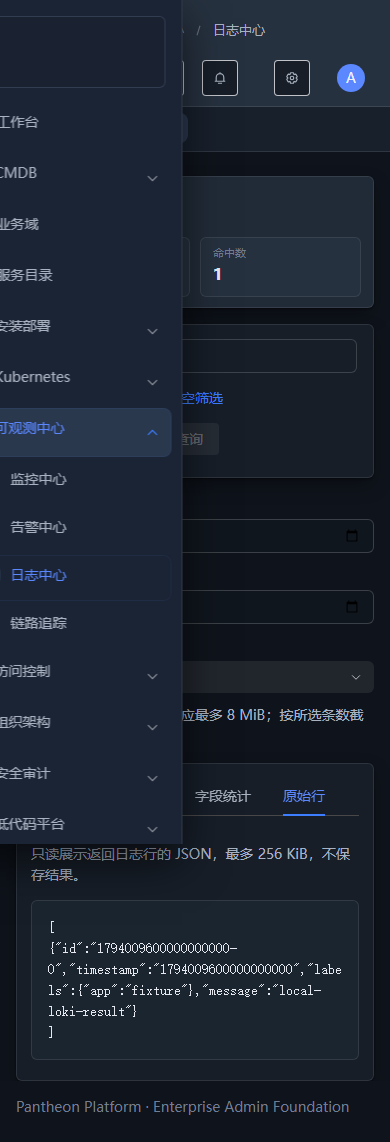 / 日志中心
A
工作台
CMDB
业务域
服务目录
安装部署
Kubernetes
可观测中心
监控中心
告警中心
日志中心
链路追踪
访问控制
组织架构
安全审计
低代码平台
命中数
1
空筛选
查询
应最多 8 MiB；按所选条数截
字段统计
原始行
只读展示返回日志行的 JSON，最多 256 KiB，不保
存结果。
[
{"id":"1794009600000000000-
0","timestamp":"1794009600000000000","labe
ls":{"app":"fixture"},"message":"local-
loki-result"}
]
Pantheon Platform · Enterprise Admin Foundation